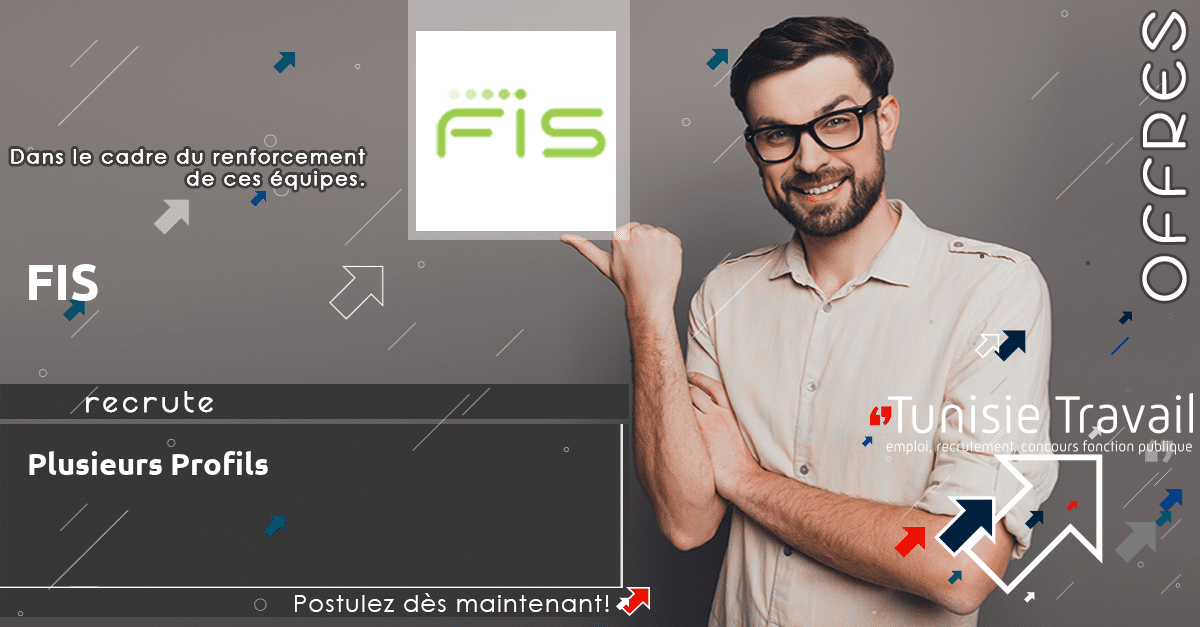 Dans le cadre du renforcement
de ces équipes.
FIS
FIS
recrute
Plusieurs Profils
Postulez dès maintenant!
OFFRES
Tunisie Travail
emploi, recrutement, concours fonction publique